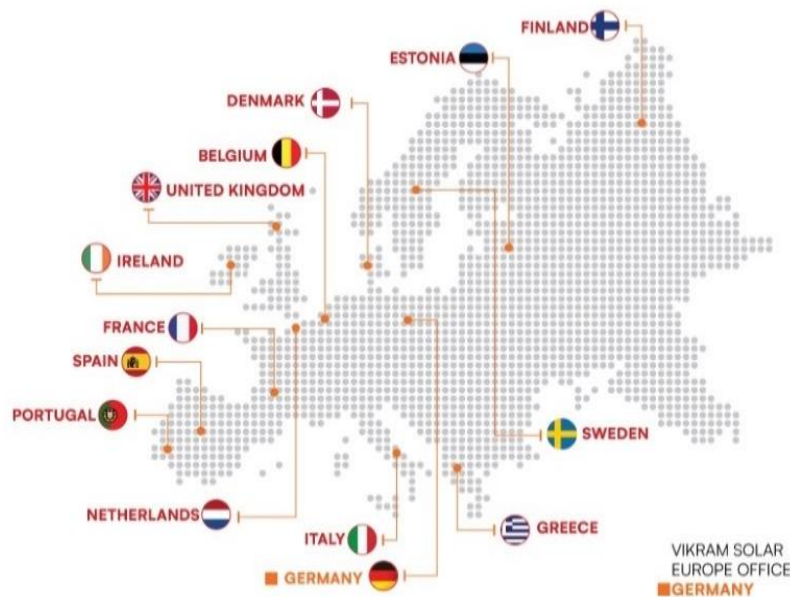 FINLAND
ESTONIA
DENMARK
BELGIUM
UNITED KINGDOM
IRELAND
FRANCE
SPAIN
PORTUGAL
SWEDEN
NETHERLANDS
ITALY
GREECE
GERMANY
VIKRAM SOLAR
EUROPE OFFICE
GERMANY